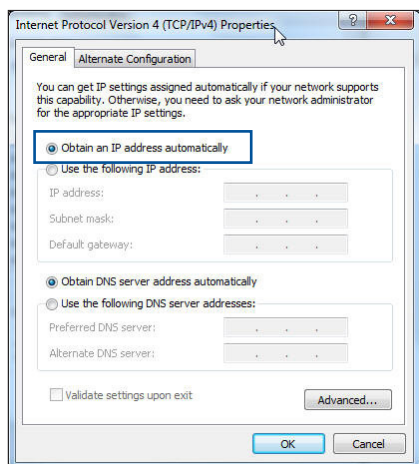 Internet Protocol Version 4 (TCP/IPv4) Properties
General
Alternate Configuration
You can get IP settings assigned automatically if your network supports
this capability. Otherwise, you need to ask your network administrator
for the appropriate IP settings.
Obtain an IP address automatically
Use the following IP address:
IP address:
Subnet mask:
Default gateway:
Obtain DNS server address automatically
Use the following DNS server addresses:
Preferred DNS server:
Alternate DNS server:
Validate settings upon exit
Advanced...
OK
Cancel